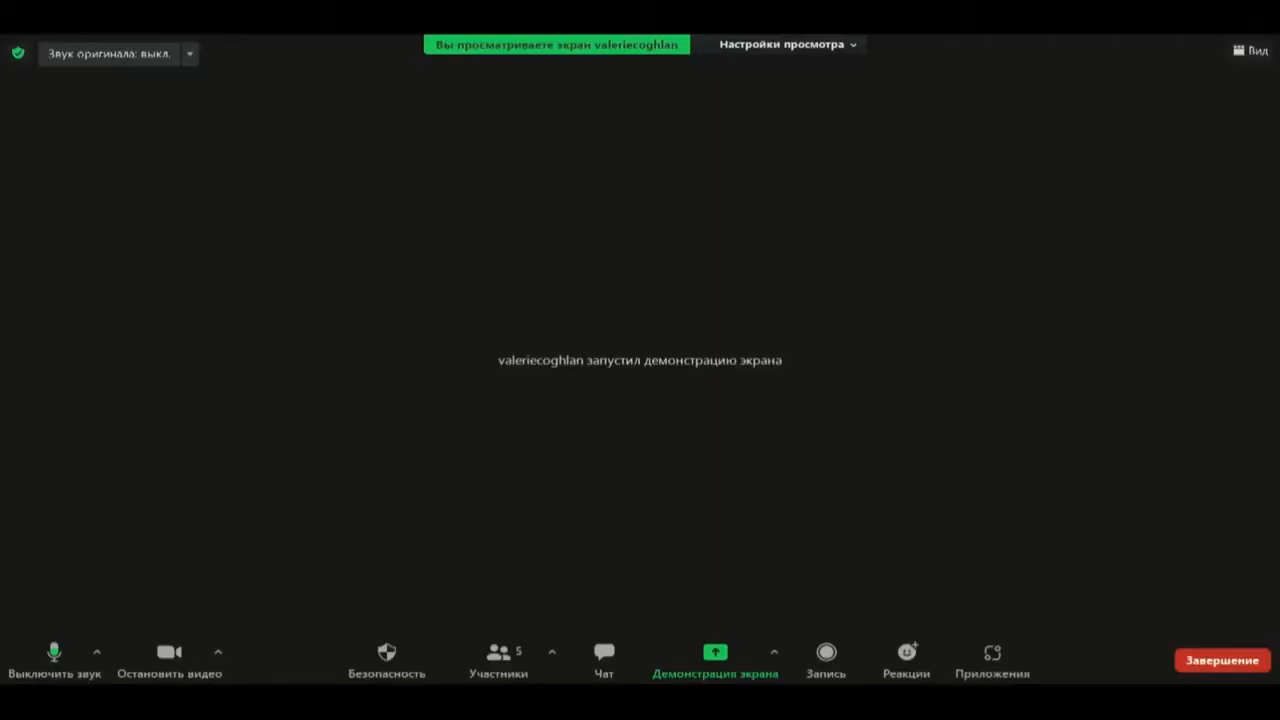 Звук оригинала: выкл.
Вы просматриваете экран valeriecoghlan
Настройки просмотра
Вид
valeriecoghlan запустил демонстрацию экрана
Выключить звук
Остановить видео
Безопасность
5
Участники
Чат
Демонстрация экрана
Запись
Реакции
Приложения
Завершение